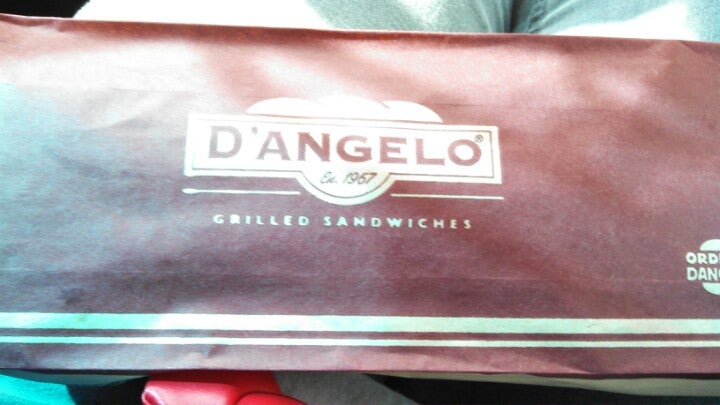 D'ANGELO®
Est. 1967
GRILLED SANDWICHES